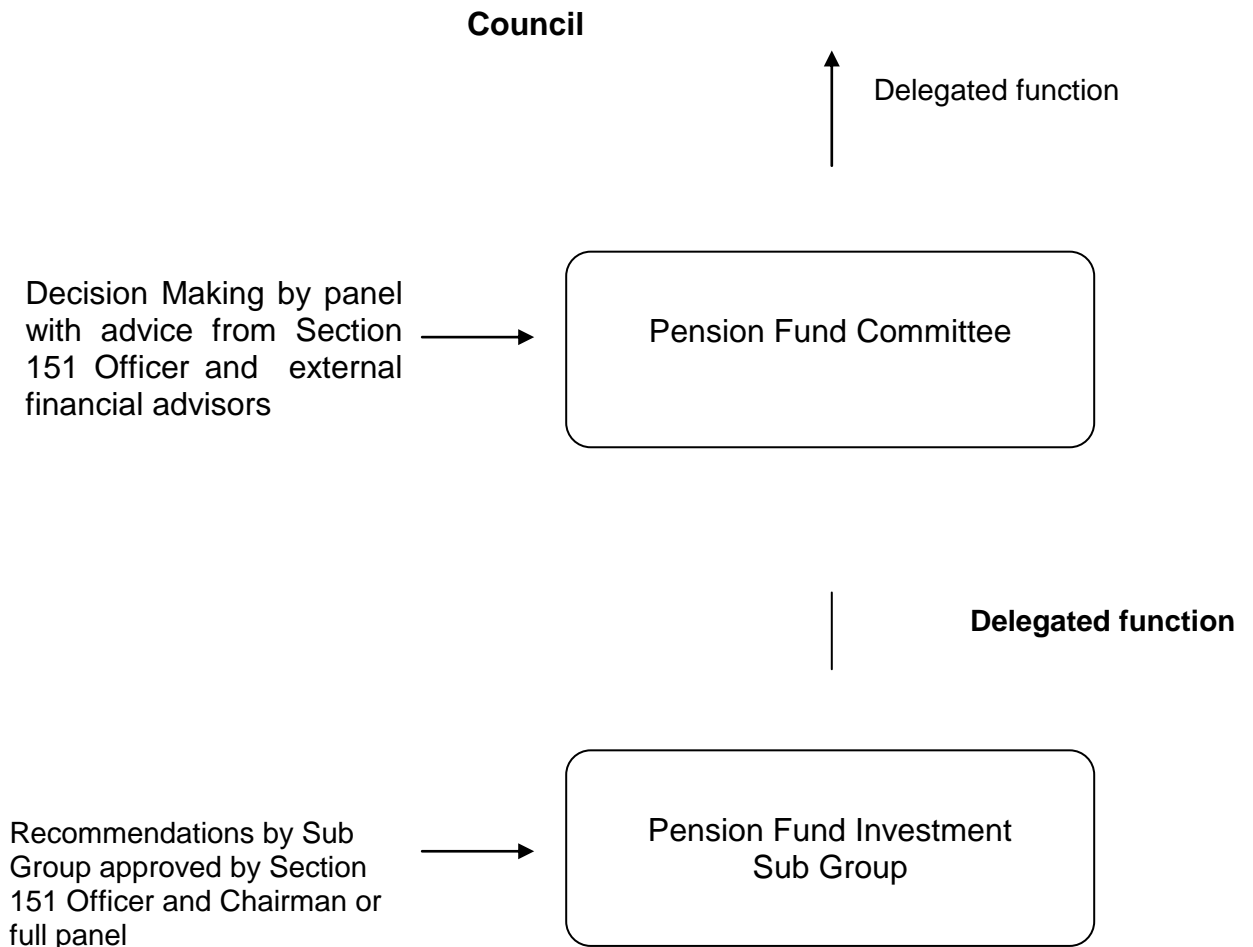 Council
Delegated function
Decision Making by panel
with advice from Section
151 Officer and external
financial advisors
Pension Fund Committee
Delegated function
Recommendations by Sub
Group approved by Section
151 Officer and Chairman or
full panel
Pension Fund Investment
Sub Group